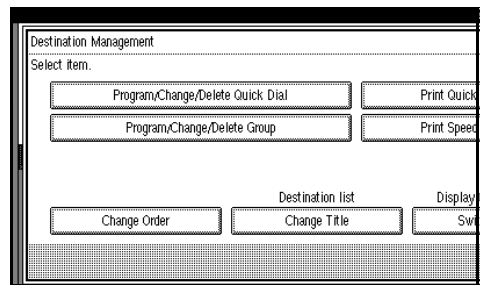 Destination Management
Select item.
Program/Change/Delete Quick Dial Print Quick
Program/Change/Delete Group Print Speed
Destination list Display
Change Order Change Title